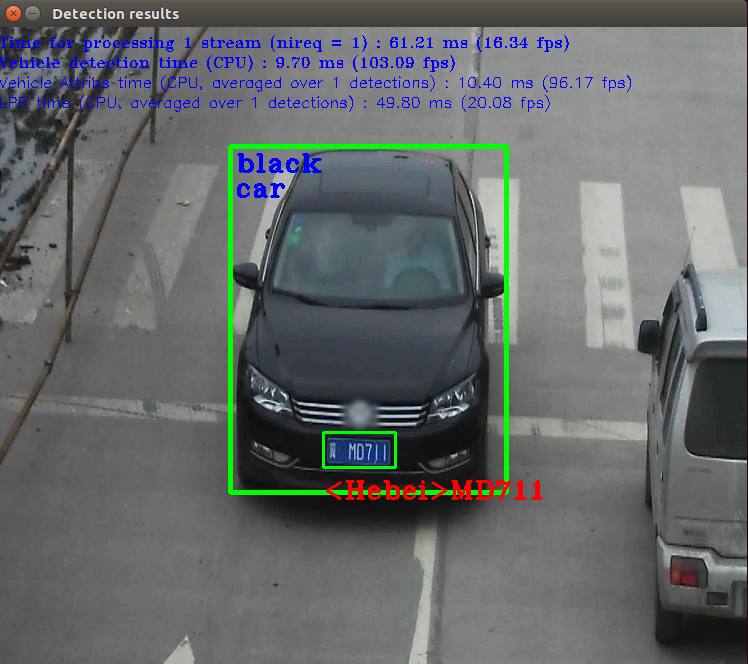 Detection results
Time for processing 1 stream (nireq = 1) : 61.21 ms (16.34 fps)
Vehicle detection time (CPU) : 9.70 ms (103.09 fps)
Vehicle Attribs time (CPU, averaged over 1 detections) : 10.40 ms (96.17 fps)
LPR time (CPU, averaged over 1 detections) : 49.80 ms (20.08 fps)
black
car
MD711
<Hebei>MD711